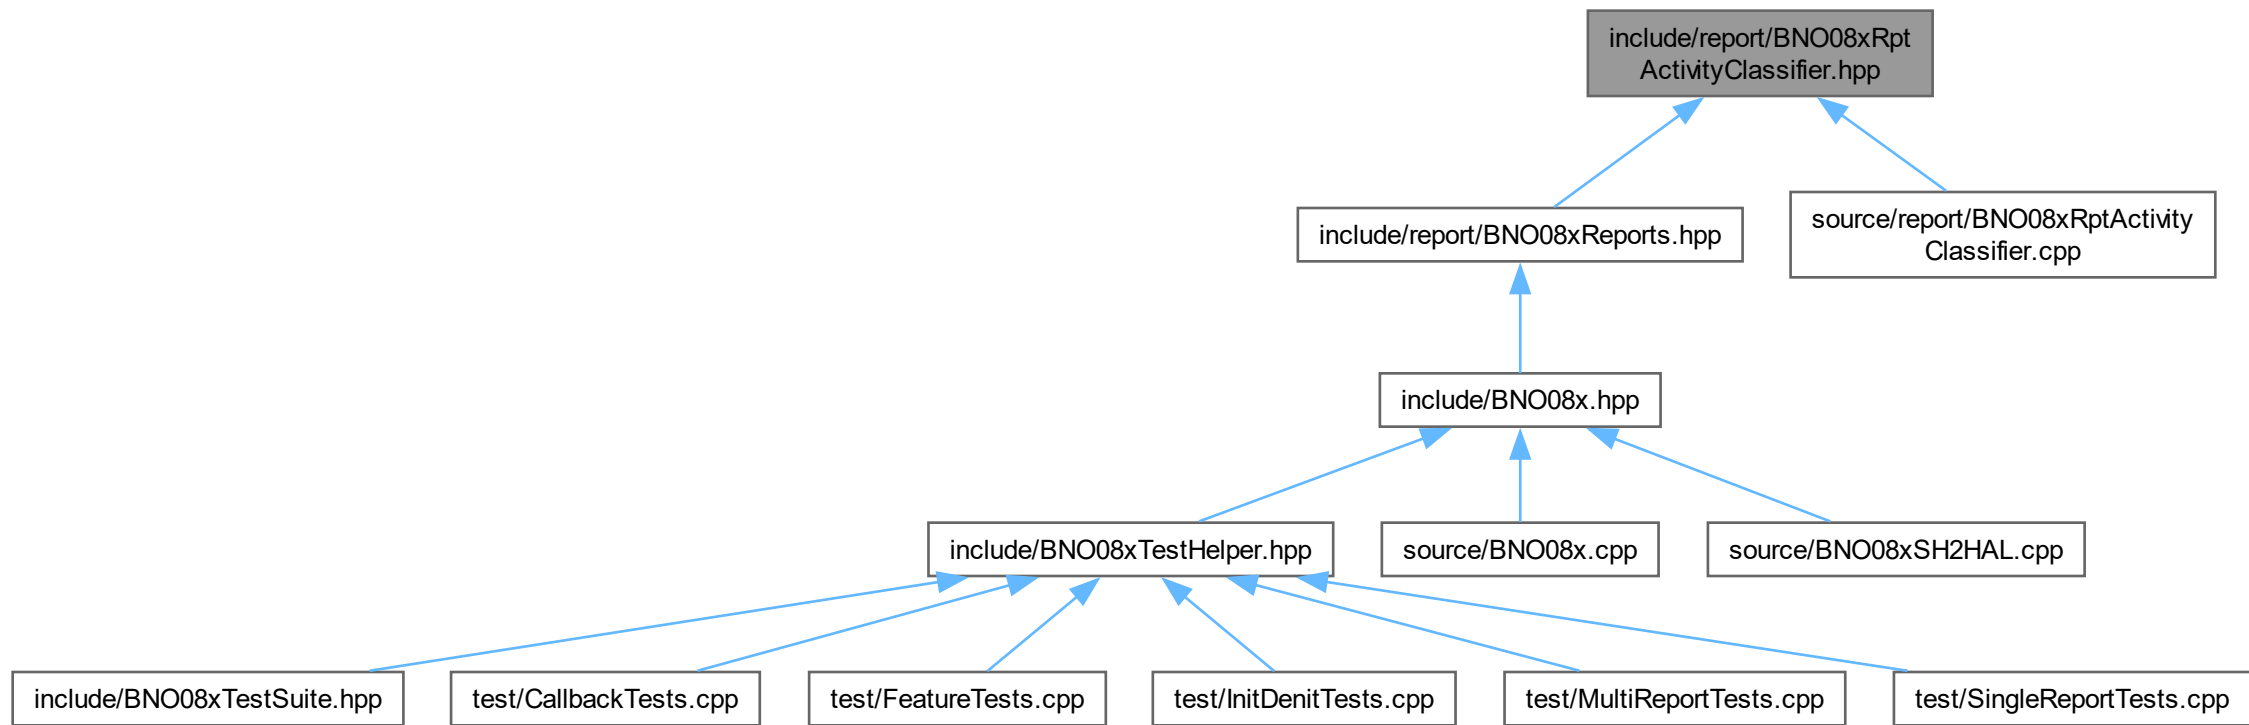 include/report/BNO08xRpt
ActivityClassifier.hpp
include/report/BNO08xReports.hpp
source/report/BNO08xRptActivity
Classifier.cpp
include/BNO08x.hpp
include/BNO08xTestHelper.hpp
source/BNO08x.cpp
source/BNO08xSH2HAL.cpp
include/BNO08xTestSuite.hpp
test/CallbackTests.cpp
test/FeatureTests.cpp
test/InitDenitTests.cpp
test/MultiReportTests.cpp
test/SingleReportTests.cpp